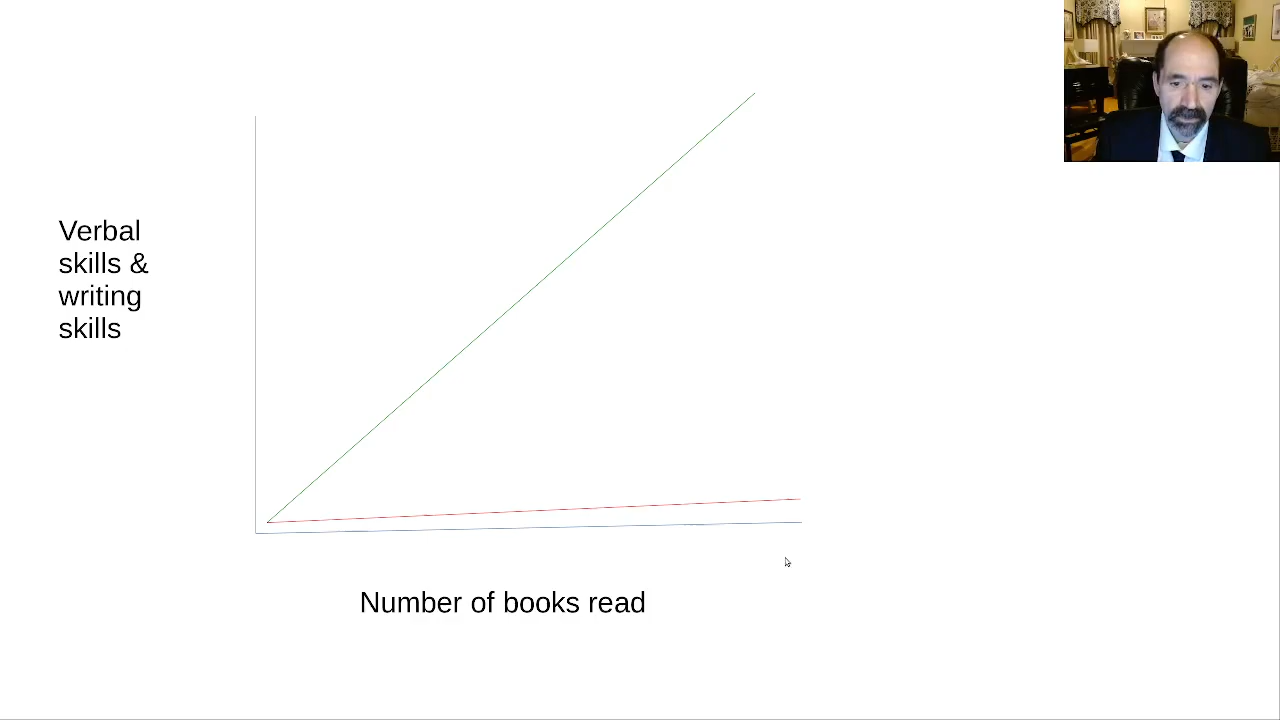 Verbal
skills &
writing
skills
Number of books read